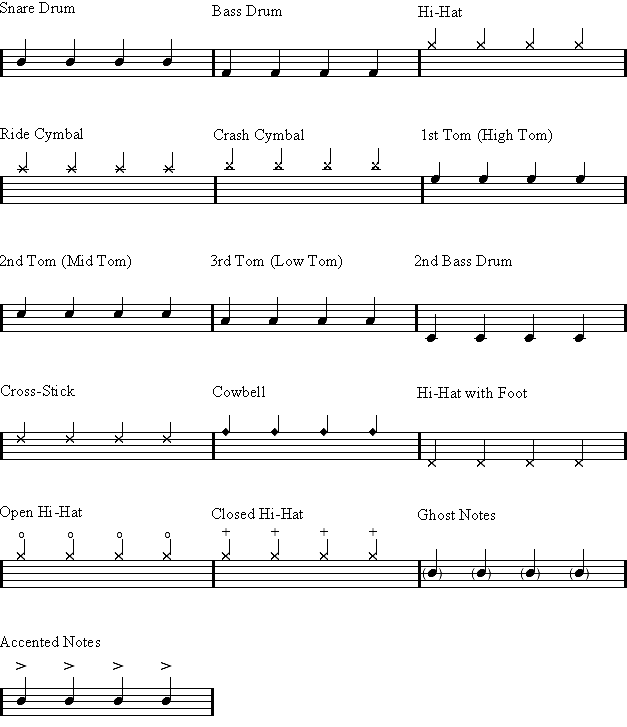 Snare Drum
Bass Drum
Hi-Hat
Ride Cymbal
Crash Cymbal
1st Tom (High Tom)
2nd Tom (Mid Tom)
3rd Tom (Low Tom)
2nd Bass Drum
Cross-Stick
Cowbell
Hi-Hat with Foot
Open Hi-Hat
Closed Hi-Hat
Ghost Notes
Accented Notes